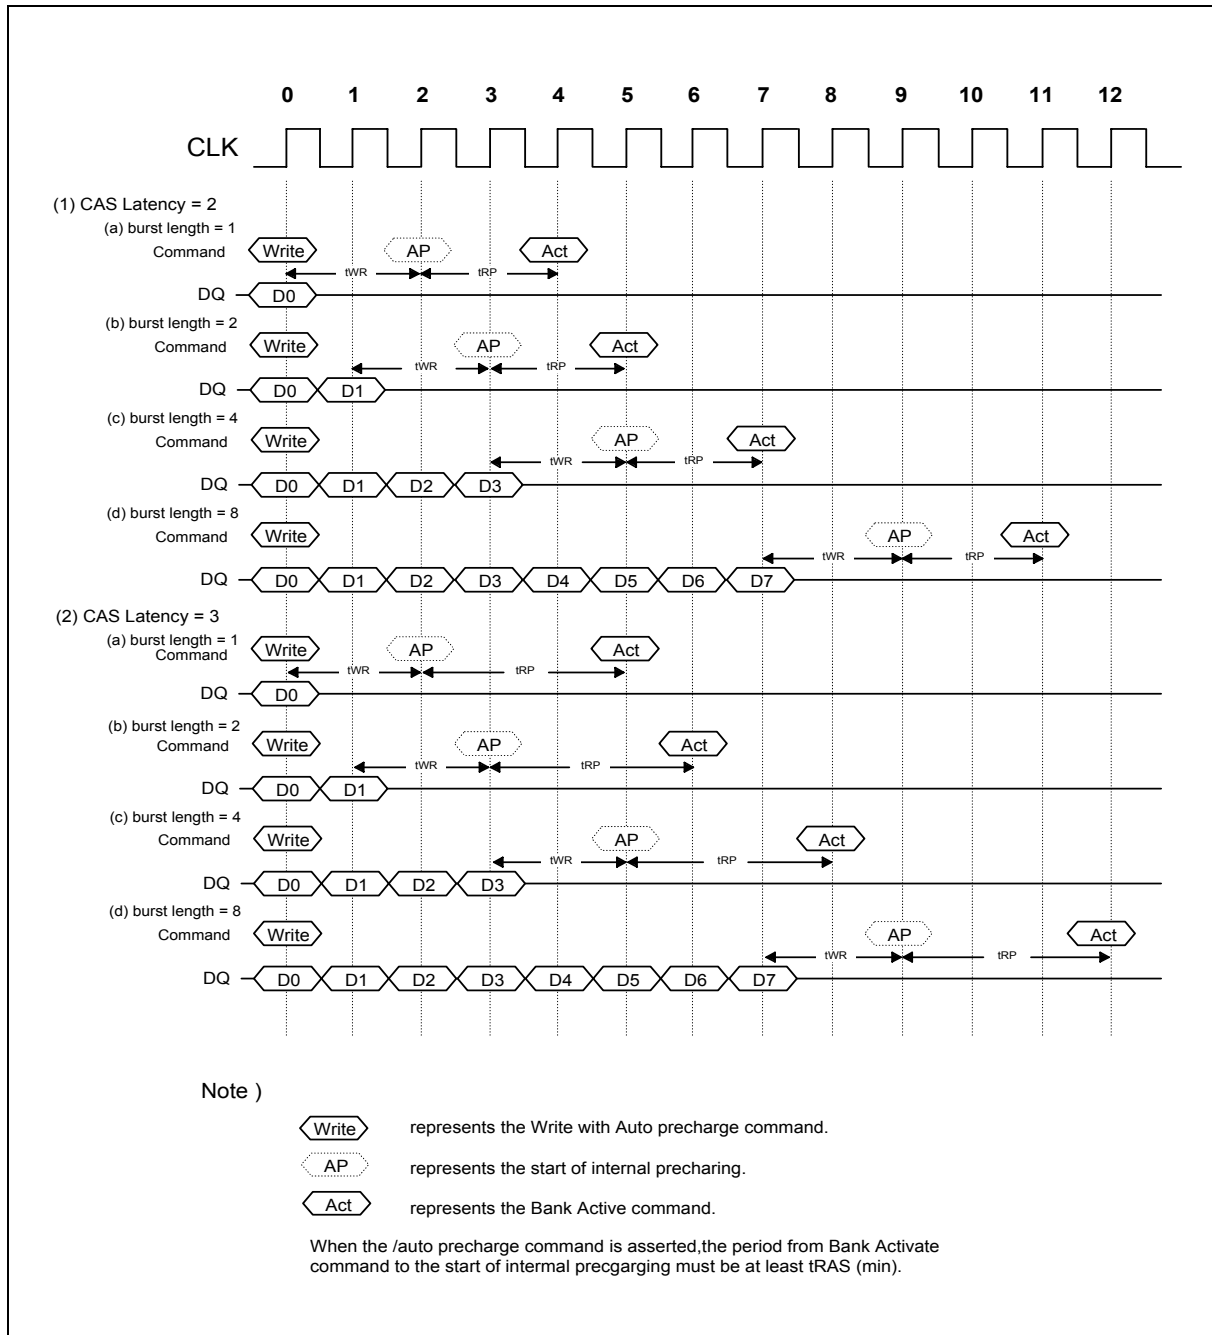 0 1 2 3 4 5 6 7 8 9 10 11 12
CLK
(1) CAS Latency = 2
(a) burst length = 1
Command Write AP Act
tWR tRP
DQ D0
(b) burst length = 2
Command Write AP Act
tWR tRP
DQ D0 D1
(c) burst length = 4
Command Write AP Act
tWR tRP
DQ D0 D1 D2 D3
(d) burst length = 8
Command Write AP Act
tWR tRP
DQ D0 D1 D2 D3 D4 D5 D6 D7
(2) CAS Latency = 3
(a) burst length = 1
Command Write AP Act
tWR tRP
DQ D0
(b) burst length = 2
Command Write AP Act
tWR tRP
DQ D0 D1
(c) burst length = 4
Command Write AP Act
tWR tRP
DQ D0 D1 D2 D3
(d) burst length = 8
Command Write AP Act
tWR tRP
DQ D0 D1 D2 D3 D4 D5 D6 D7
Note )
Write represents the Write with Auto precharge command.
AP represents the start of internal precharing.
Act represents the Bank Active command.
When the /auto precharge command is asserted,the period from Bank Activate
command to the start of intermal precgarging must be at least tRAS (min).